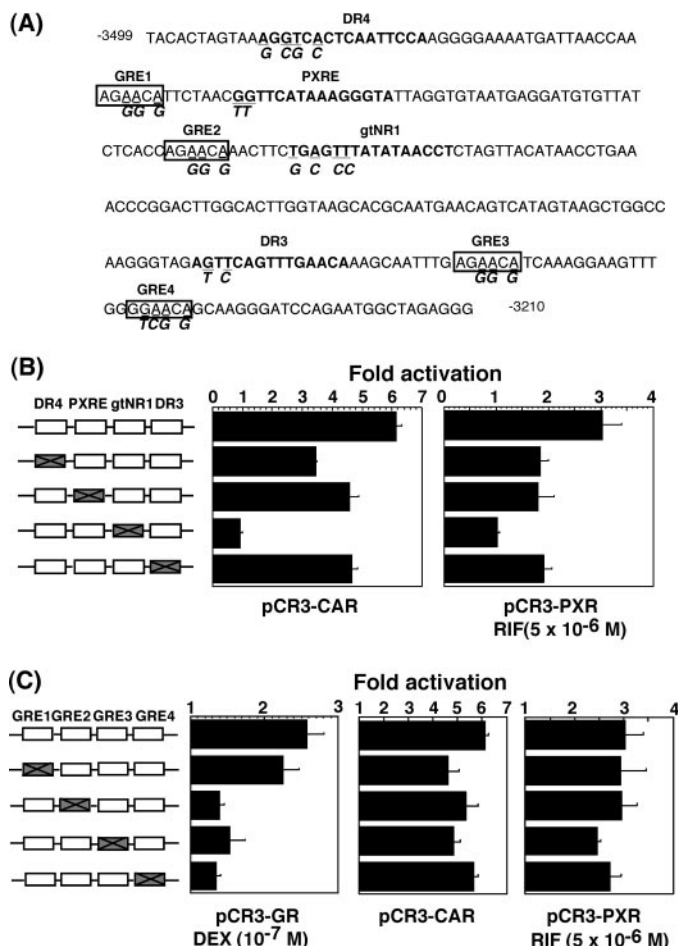 (A)
DR4
-3499 TACACTAGTAAAGGTCACTCAATTCCAAGGGGAAAATGATTAACCAA
G CG C
GRE1 PXRE
AGAACATTCTAACGGTTCATAAAGGGTATTAGGTGTAATGAGGATGTGTTAT
GG G TT
GRE2 gtNR1
CTCACCAGAACAAACTTCTGAGTTTATATAACCTCTAGTTACATAACCTGAA
GG G G C CC
ACCCGGACTTGGCACTTGGTAAGCACGCAATGAACAGTCATAGTAAGCTGGCC
DR3 GRE3
AAGGGTAGAGTTCAGTTTGAACAAAGCAATTTGAGAACATCAAAGGAAGTTT
T C GG G
GRE4
GGGGAACAGCAAGGGATCCAGAATGGCTAGAGGG -3210
TCG G
(B)
Fold activation
DR4 PXRE gtNR1 DR3
0 1 2 3 4 5 6 7
0 1 2 3 4
pCR3-CAR
pCR3-PXR
RIF(5 x 10-6 M)
(C)
Fold activation
GRE1 GRE2 GRE3 GRE4
1 2 3
0 1 2 3 4 5 6 7
1 2 3 4
pCR3-GR
DEX (10-7 M)
pCR3-CAR
pCR3-PXR
RIF (5 x 10-6 M)